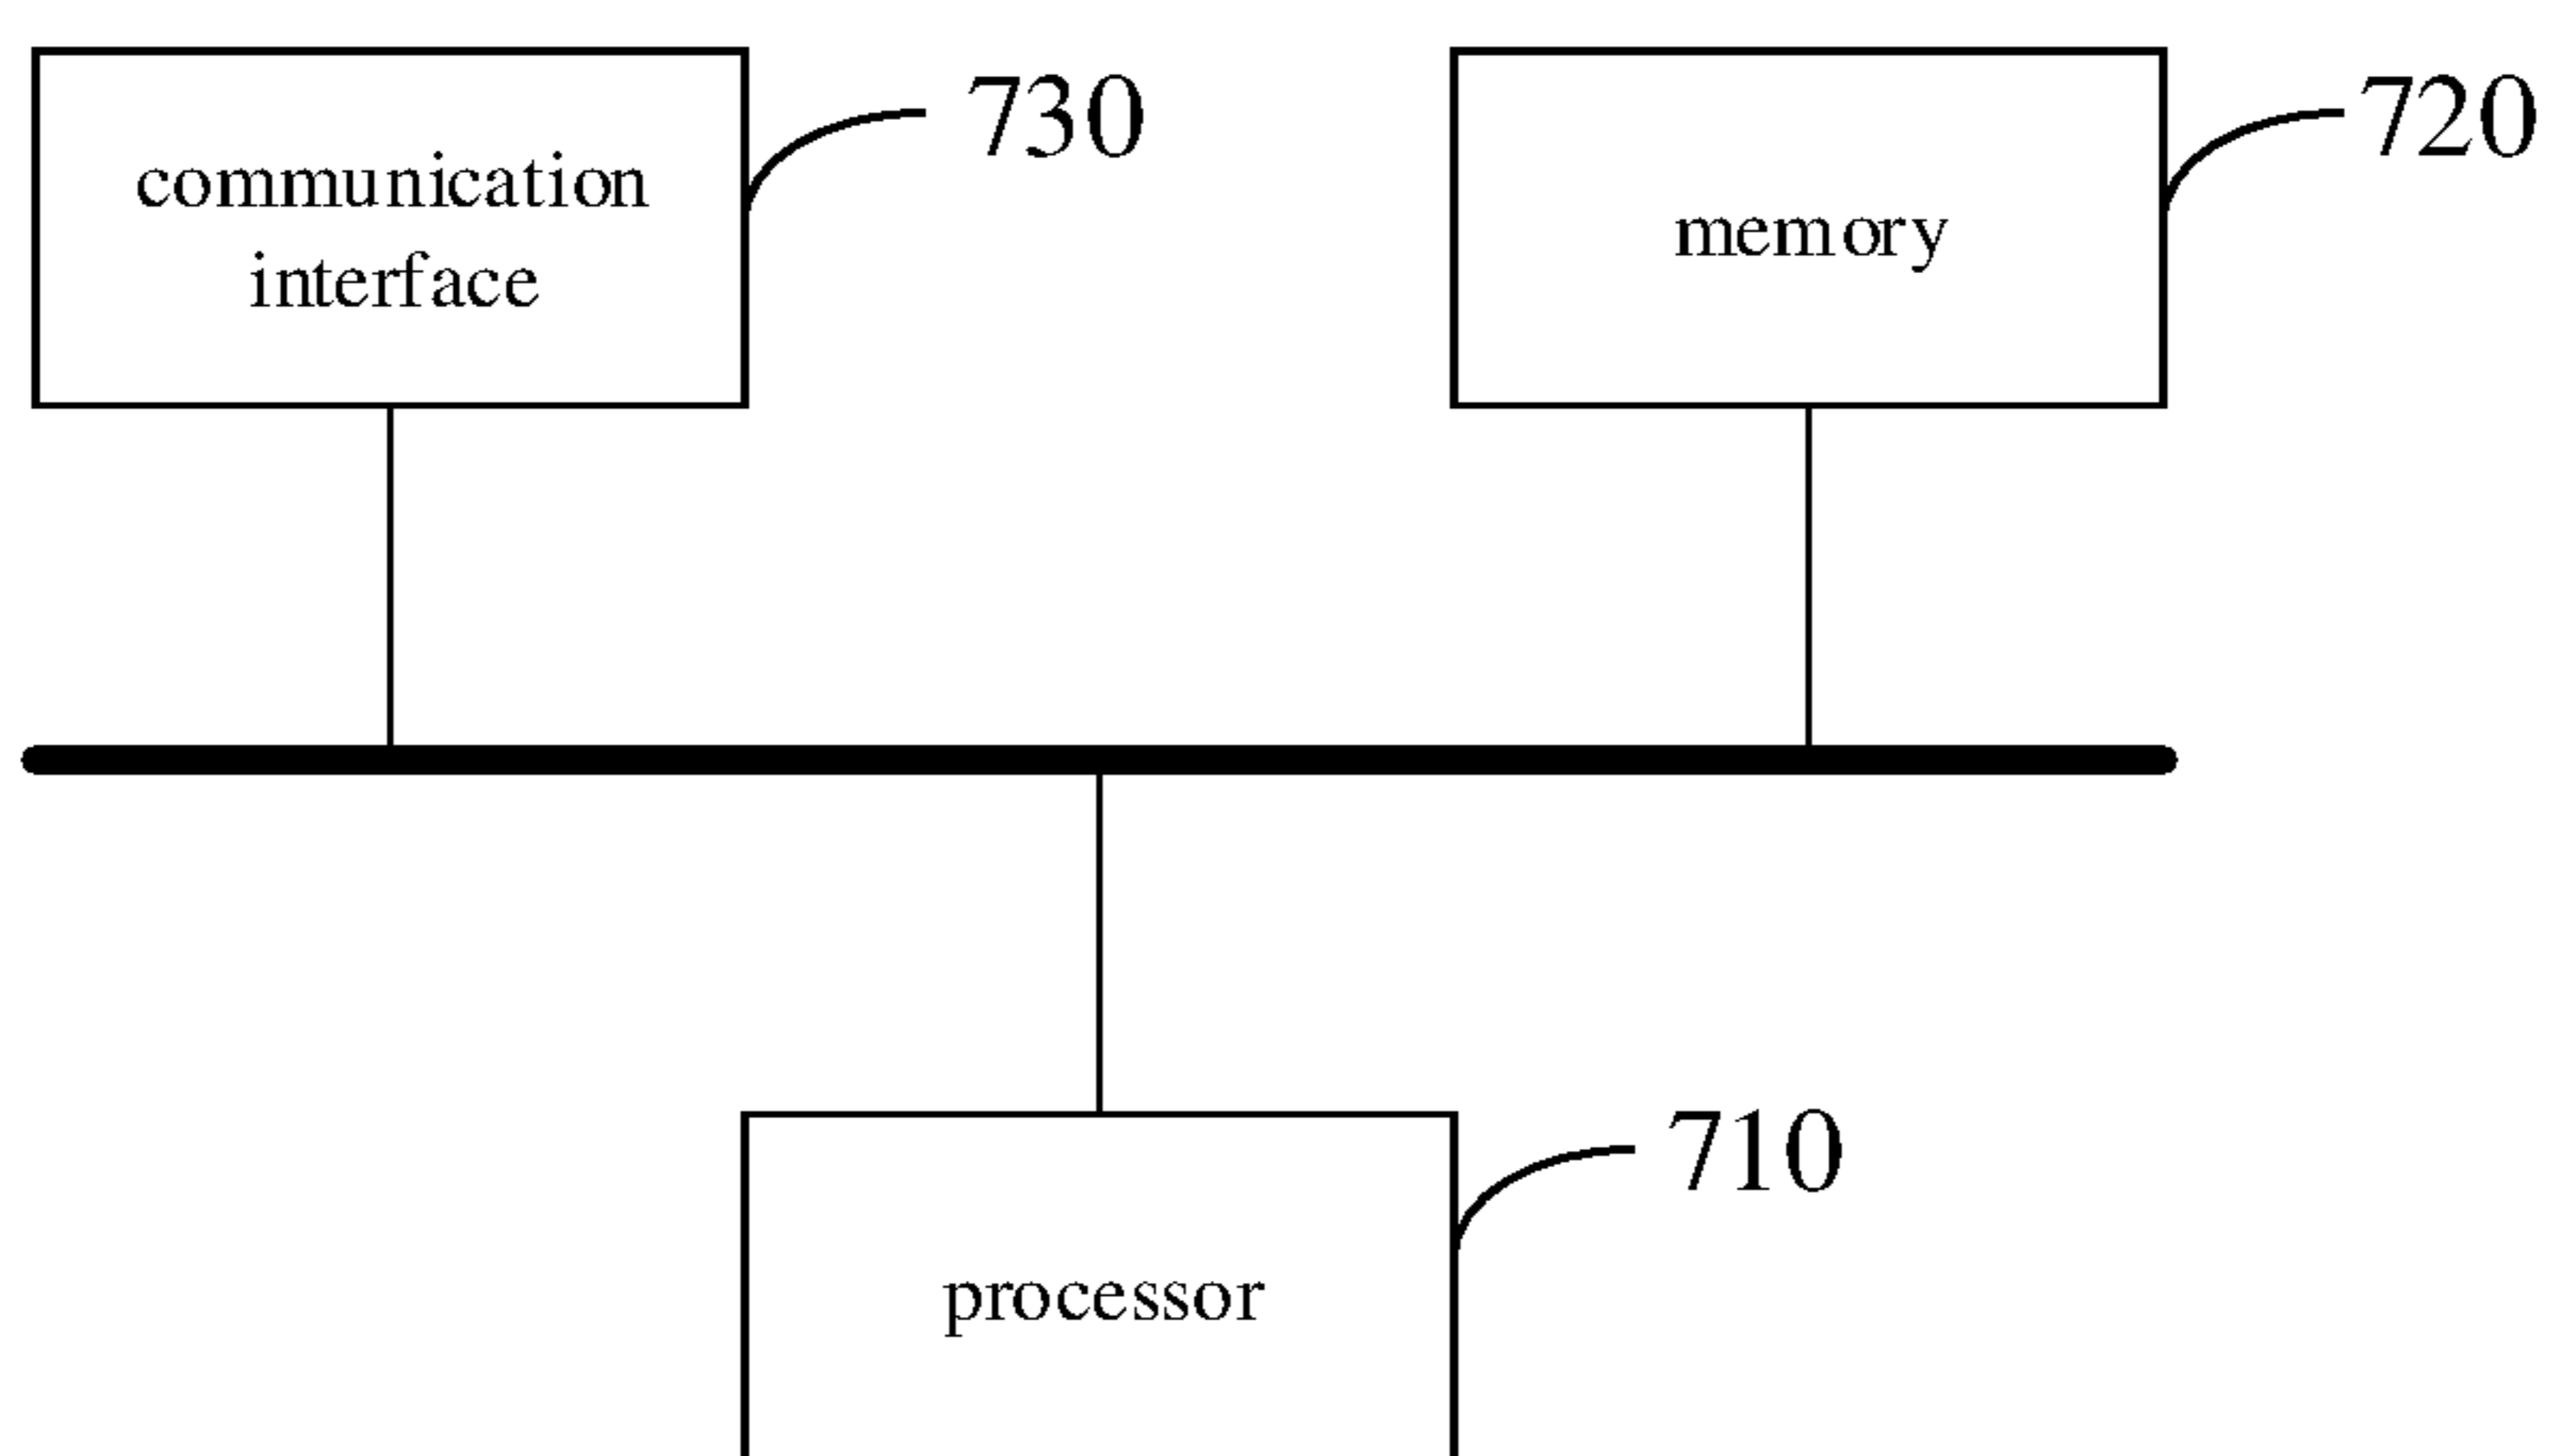 communication
interface
730
memory
720
processor
710